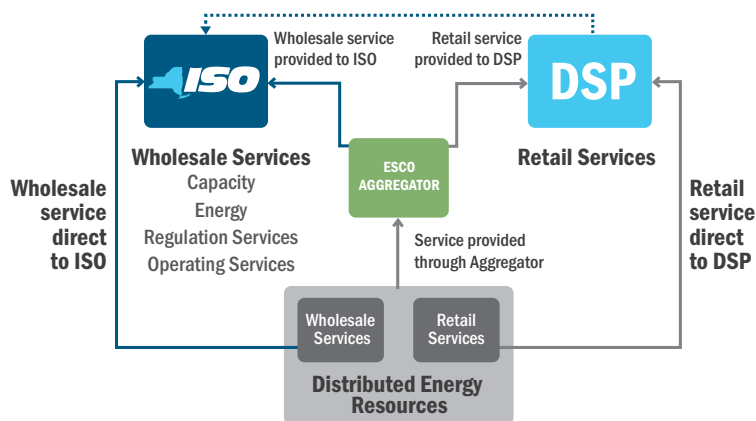 Wholesale service
provided to ISO
Retail service
provided to DSP
ISO
DSP
Wholesale Services
Capacity
Energy
Regulation Services
Operating Services
ESCO
AGGREGATOR
Retail Services
Wholesale
service
direct
to ISO
Retail
service
direct
to DSP
Service provided
through Aggregator
Wholesale
Services
Retail
Services
Distributed Energy
Resources